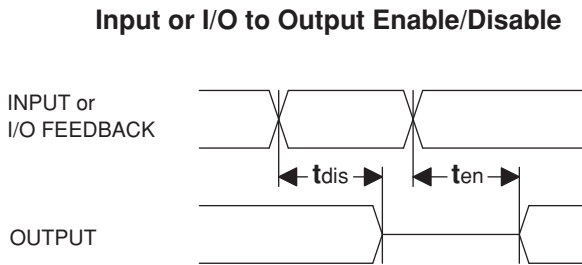 Input or I/O to Output Enable/Disable
INPUT or
I/O FEEDBACK
tdis
ten
OUTPUT